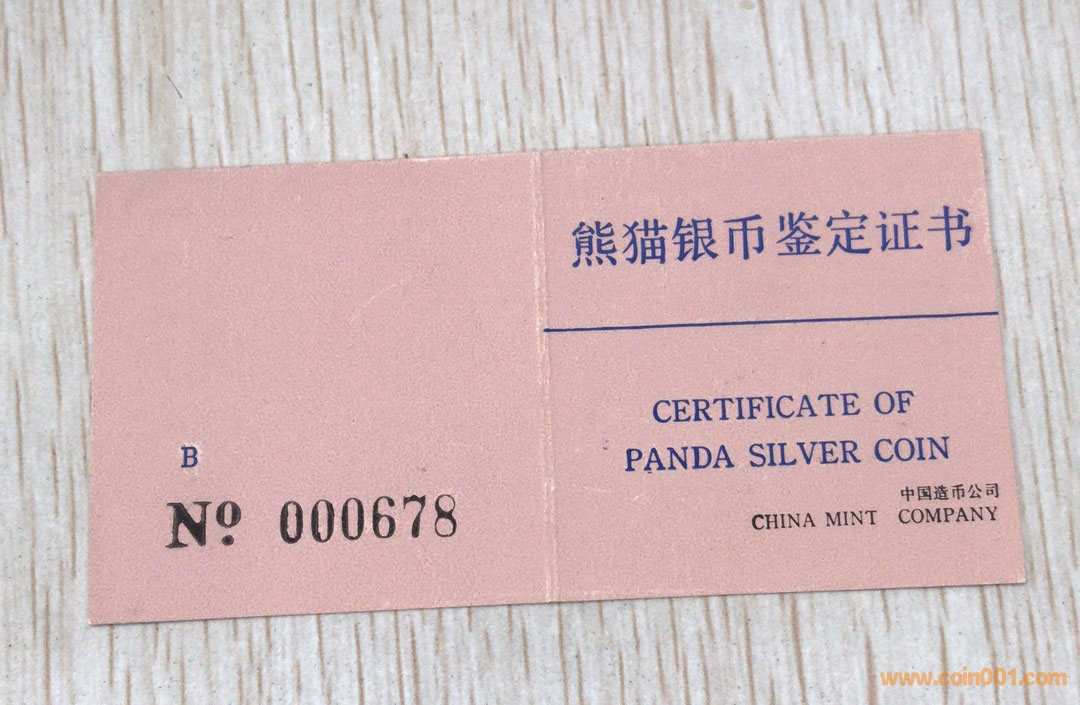 B
No. 000678
熊猫银币鉴定证书
CERTIFICATE OF
PANDA SILVER COIN
中国造币公司
CHINA MINT COMPANY
www.coin001.com